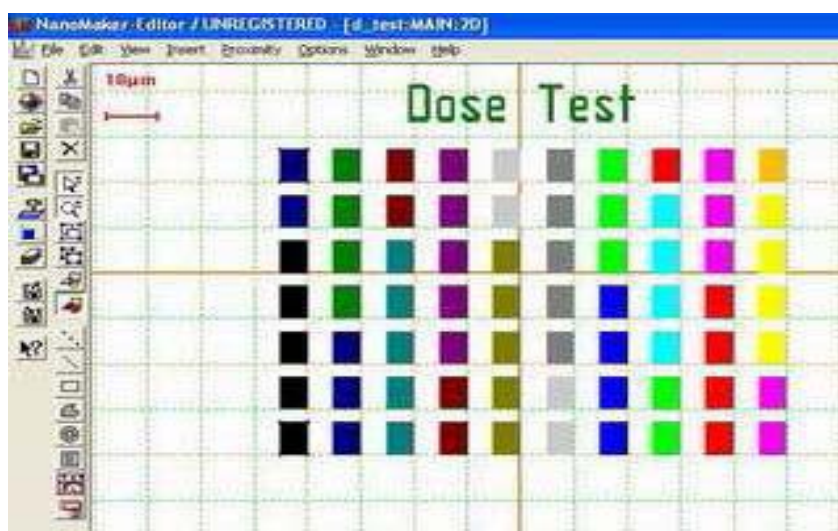 NanoMaker-Editor / UNREGISTERED - [d_test:MAIN:2D]
File Edit View Insert Proximity Options Window Help
10µm
Dose Test